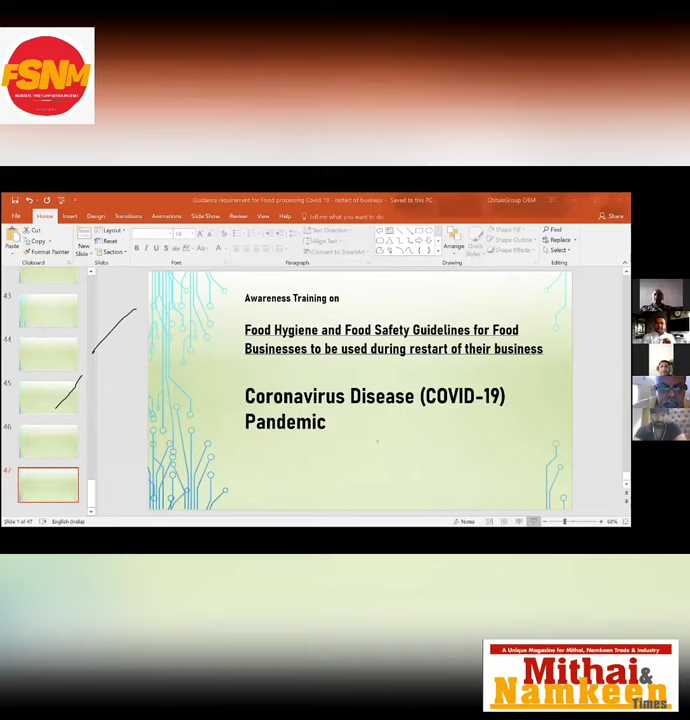 FSNM
Guidance requirement for Food processing Covid 19 - restart of business - Saved to this PC
ChitaleGroup OEM
File Home Insert Design Transitions Animations Slide Show Review View Help Tell me what you want to do Share
Paste
Cut
Copy
Format Painter
Clipboard
New Slide
Layout
Reset
Section
Slides
18
Font
Text Direction
Align Text
Convert to SmartArt
Paragraph
Arrange
Quick Styles
Shape Fill
Shape Outline
Shape Effects
Drawing
Find
Replace
Select
Editing
43
44
45
46
47
Awareness Training on
Food Hygiene and Food Safety Guidelines for Food
Businesses to be used during restart of their business
Coronavirus Disease (COVID-19)
Pandemic
Slide 1 of 47 English (India) Notes 68%
A Unique Magazine for Mithai, Namkeen Trade & Industry
Mithai &
Namkeen
Times